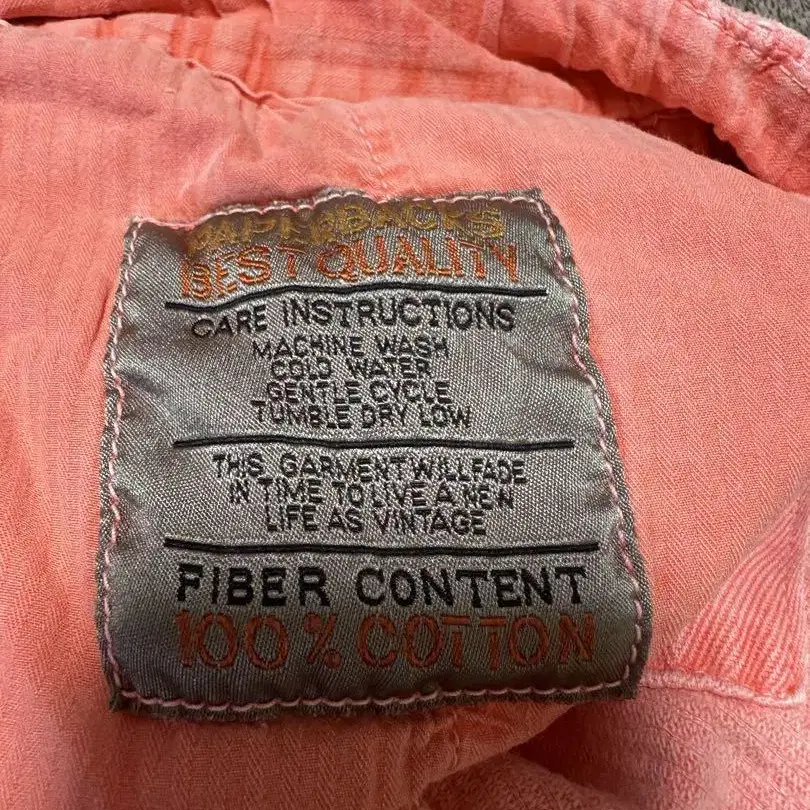 PAPERBACKS
BEST QUALITY
CARE INSTRUCTIONS
MACHINE WASH
COLD WATER
GENTLE CYCLE
TUMBLE DRY LOW
THIS GARMENT WILL FADE
IN TIME TO LIVE A NEW
LIFE AS VINTAGE
FIBER CONTENT
100% COTTON